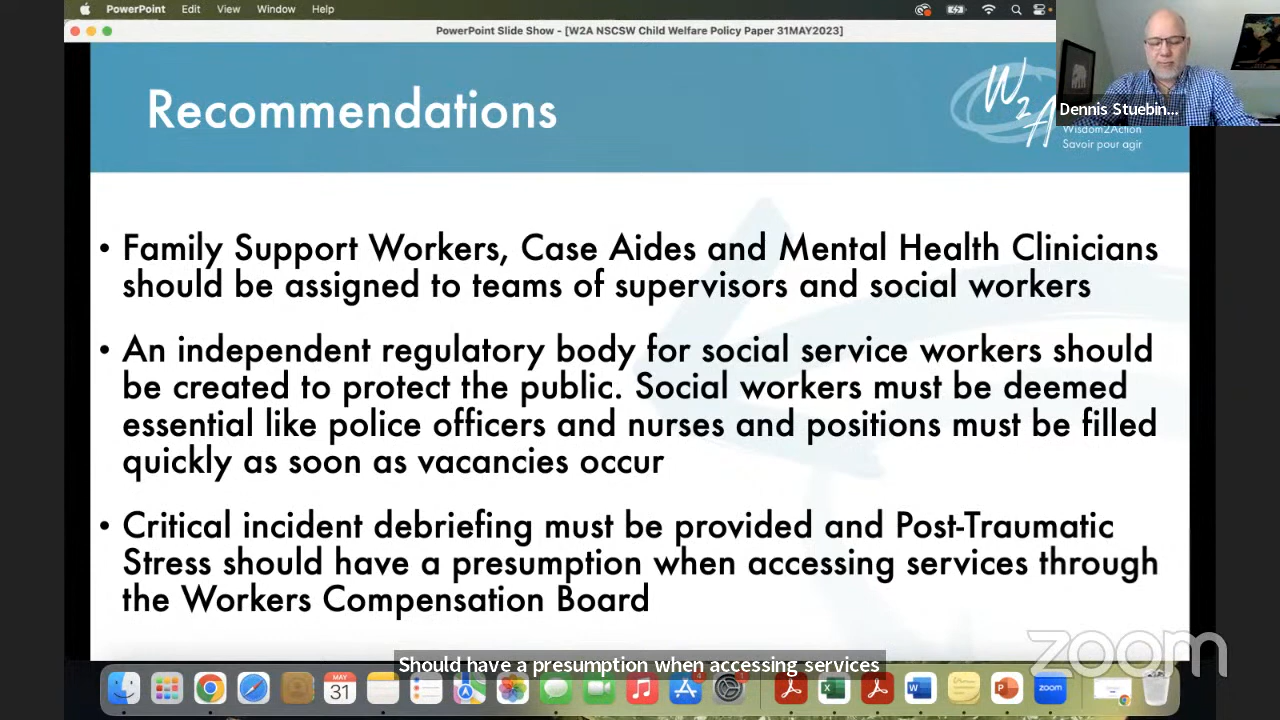 PowerPoint Edit View Window Help
PowerPoint Slide Show - [W2A NSCSW Child Welfare Policy Paper 31MAY2023]
Recommendations
W2A
Dennis Stuebin...
Wisdom2Action
Savoir pour agir
• Family Support Workers, Case Aides and Mental Health Clinicians
should be assigned to teams of supervisors and social workers
• An independent regulatory body for social service workers should
be created to protect the public. Social workers must be deemed
essential like police officers and nurses and positions must be filled
quickly as soon as vacancies occur
• Critical incident debriefing must be provided and Post-Traumatic
Stress should have a presumption when accessing services through
the Workers Compensation Board
zoom
Should have a presumption when accessing services
MAY
31
zoom